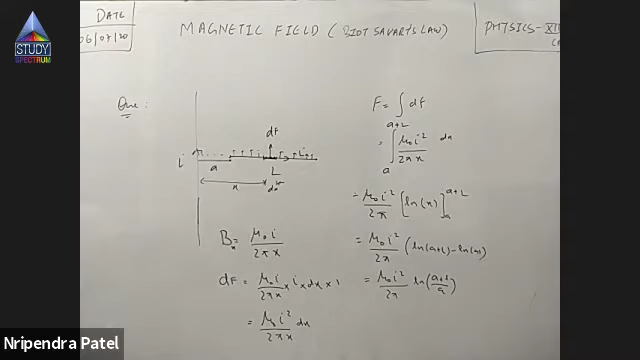 DATE
06/07/20
MAGNETIC FIELD (BIOT SAVART'S LAW)
PHYSICS-XII
STUDY
SPECTRUM
Que:
F = ∫ df
a+L
= ∫ μ₀i²/2πx dx
a
df
i
a
L
x
dx
= μ₀i²/2π [ln(x)]ₐᵃ⁺ᴸ
B = μ₀i/2πx
= μ₀i²/2π (ln(a+L) - ln(a))
dF = μ₀i/2πx × i × dx × 1
= μ₀i²/2π ln(a+L/a)
= μ₀i²/2πx dx
Nripendra Patel